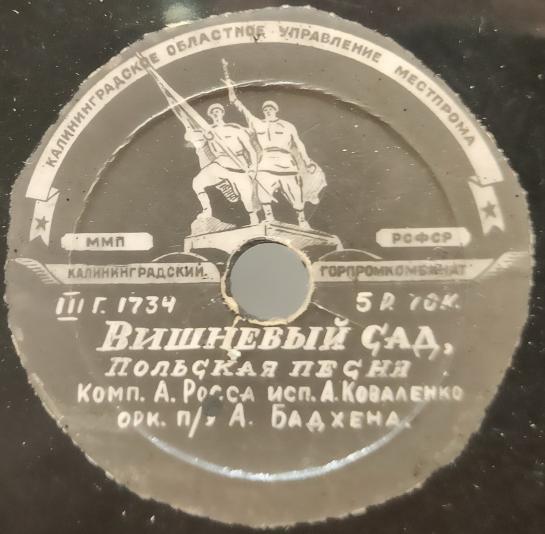 КАЛИНИНГРАДСКОЕ ОБЛАСТНОЕ УПРАВЛЕНИЕ МЕСТПРОМА
ММП РСФСР
КАЛИНИНГРАДСКИЙ ГОРПРОМКОМБИНАТ
III Г. 1734 5 Р. 70К.
ВИШНЕВЫЙ САД,
ПОЛЬСКАЯ ПЕСНЯ
КОМП. А. РОССА ИСП. А. КОВАЛЕНКО
ОРК. П/У А. БАДХЕНА.